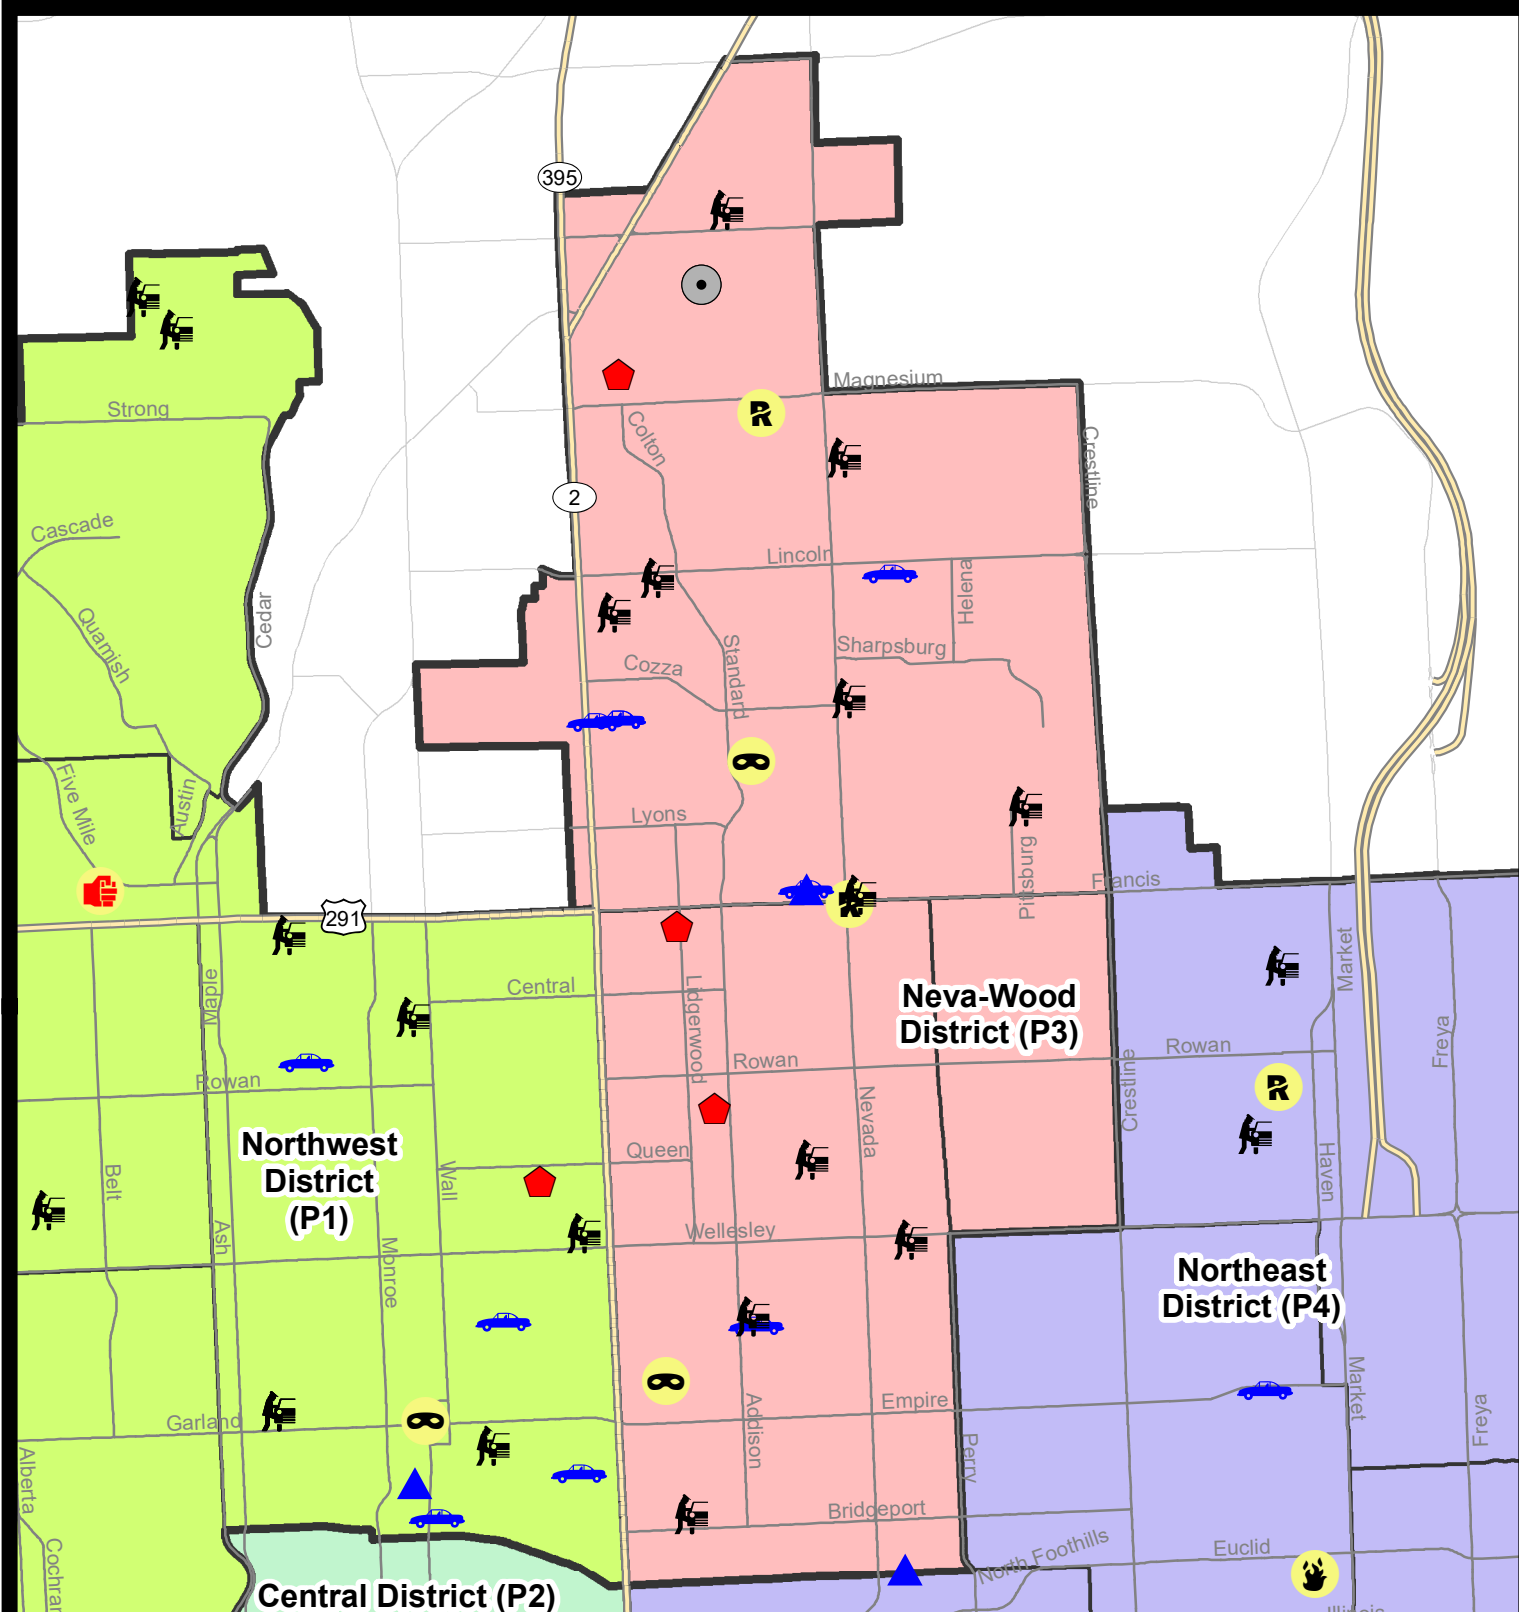 395
Magnesium
Strong
Colton
Crestline
2
Cascade
Lincoln
Helena
Quamish
Cedar
Standard
Sharpsburg
Cozza
Five Mile
Austin
Lyons
Pittsburg
Francis
291
Maple
Central
Lidgerwood
Market
Neva-Wood
District (P3)
Freya
Rowan
Rowan
Rowan
Crestline
Nevada
Northwest
District
(P1)
Queen
Belt
Wall
Haven
Ash
Wellesley
Monroe
Northeast
District (P4)
Market
Empire
Addison
Garland
Freya
Perry
Alberta
Bridgeport
North Foothills
Euclid
Cochran
Central District (P2)